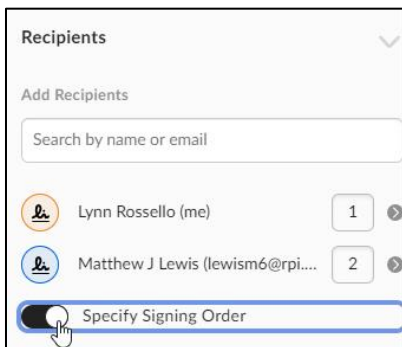 Recipients
Add Recipients
Search by name or email
Lynn Rossello (me) 1
Matthew J Lewis (lewism6@rpi.... 2
Specify Signing Order